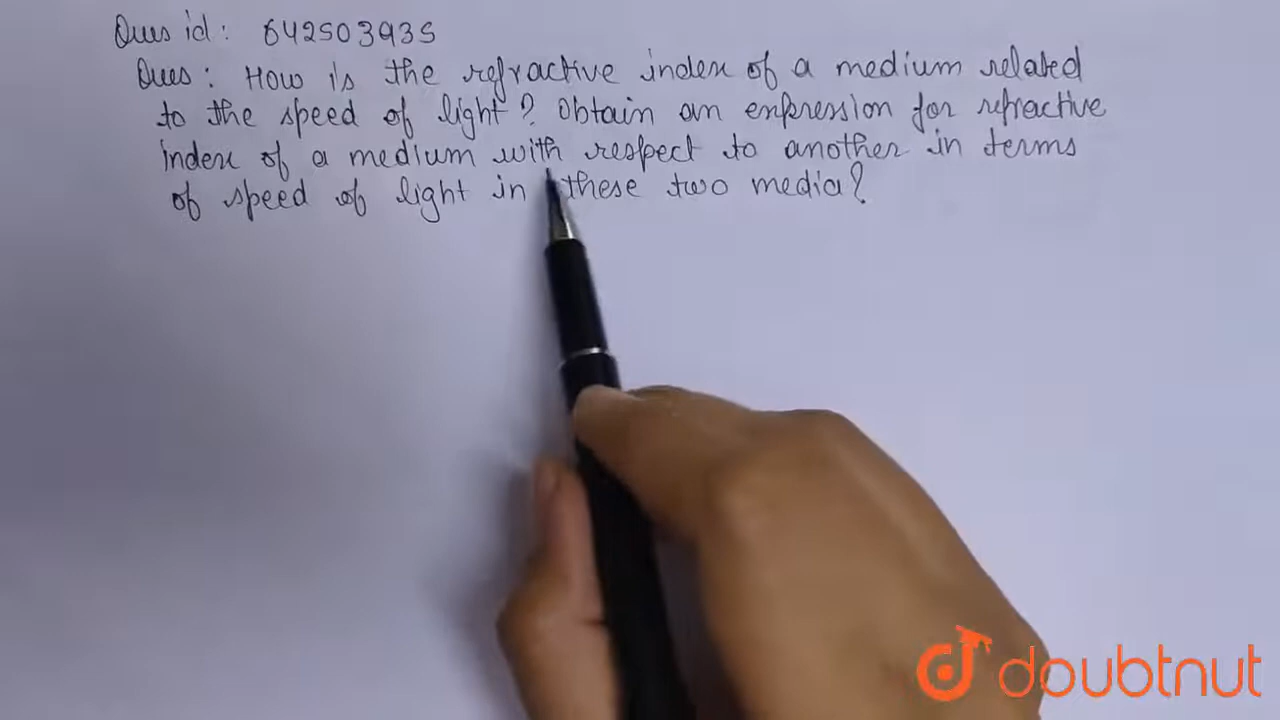 Ques id: 642503935
Ques: How is the refractive index of a medium related
to the speed of light? Obtain an expression for refractive
index of a medium with respect to another in terms
of speed of light in these two media?
doubtnut